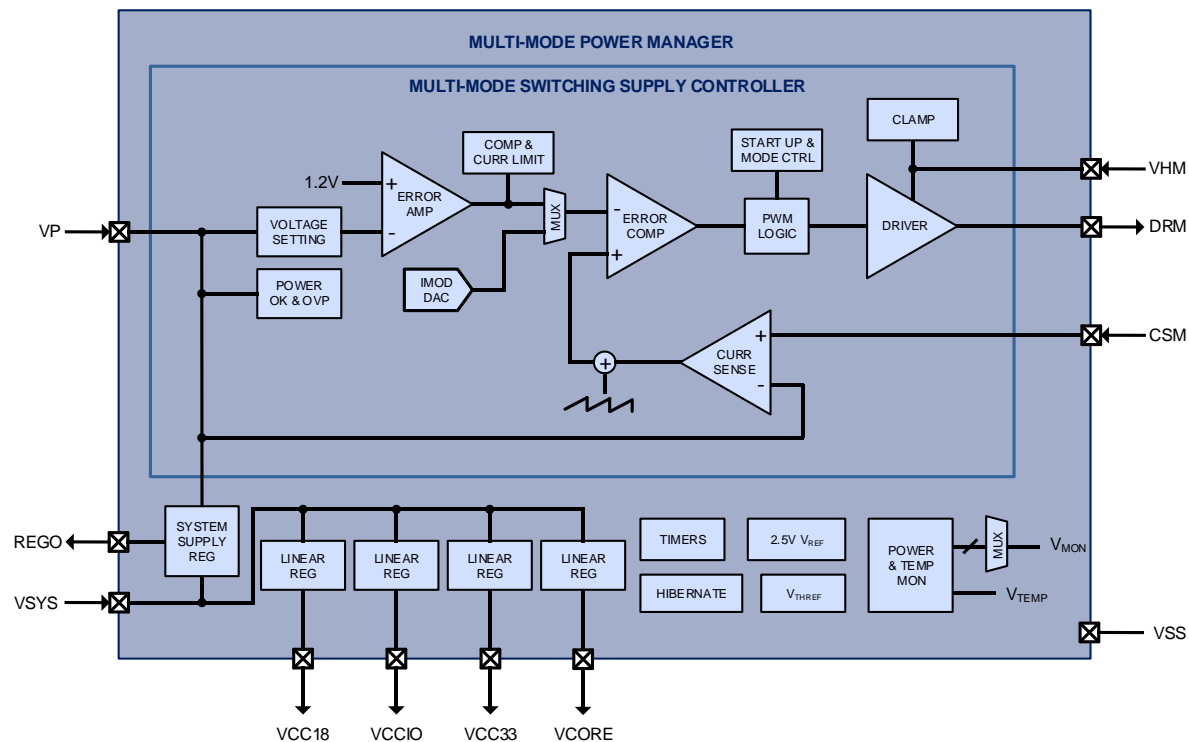 MULTI-MODE POWER MANAGER
MULTI-MODE SWITCHING SUPPLY CONTROLLER
CLAMP
COMP &
CURR LIMIT
START UP &
MODE CTRL
VHM
1.2V
+
ERROR
AMP
-
MUX
-
ERROR
COMP
+
PWM
LOGIC
DRIVER
DRM
VP
VOLTAGE
SETTING
POWER
OK & OVP
IMOD
DAC
+
CURR
SENSE
-
CSM
+
REGO
SYSTEM
SUPPLY
REG
VSYS
LINEAR
REG
LINEAR
REG
LINEAR
REG
LINEAR
REG
TIMERS
2.5V VREF
HIBERNATE
VTHREF
POWER
& TEMP
MON
MUX
VMON
VTEMP
VSS
VCC18
VCCIO
VCC33
VCORE